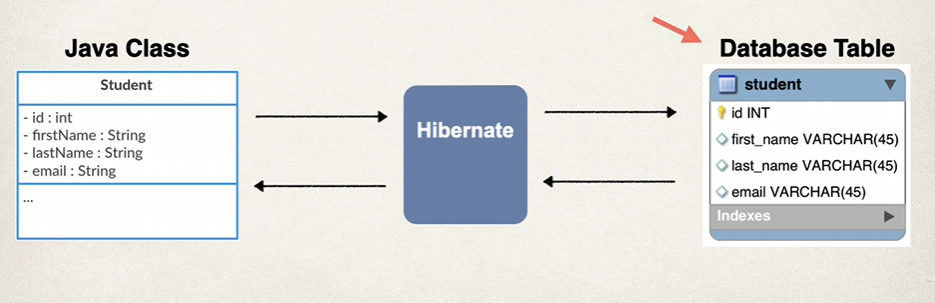 Java Class
Student
- id : int
- firstName : String
- lastName : String
- email : String
...
Hibernate
Database Table
student
id INT
first_name VARCHAR(45)
last_name VARCHAR(45)
email VARCHAR(45)
Indexes